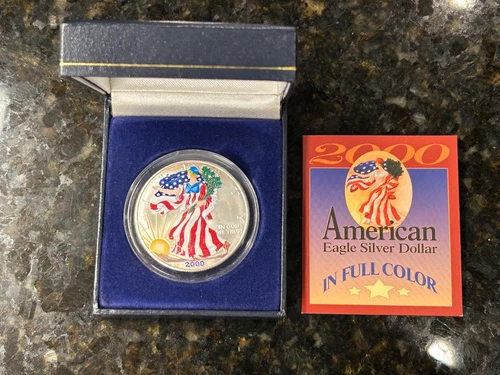 IN GOD
WE TRUST
2000
2000
American
Eagle Silver Dollar
IN FULL COLOR